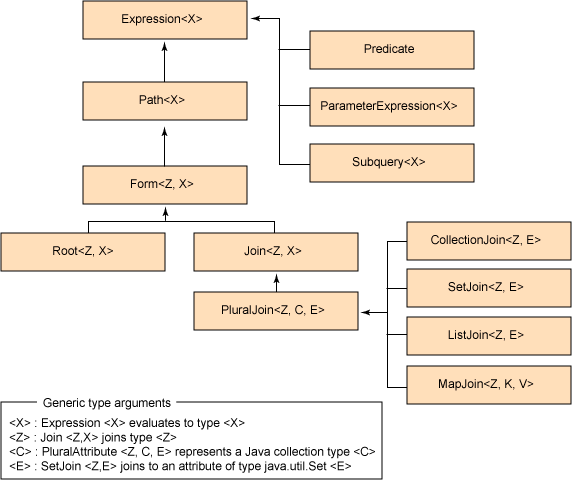 Expression<X>
Predicate
Path<X>
ParameterExpression<X>
Subquery<X>
Form<Z, X>
Root<Z, X>
Join<Z, X>
CollectionJoin<Z, E>
SetJoin<Z, E>
PluralJoin<Z, C, E>
ListJoin<Z, E>
MapJoin<Z, K, V>
Generic type arguments
<X> : Expression <X> evaluates to type <X>
<Z> : Join <Z,X> joins type <Z>
<C> : PluralAttribute <Z, C, E> represents a Java collection type <C>
<E> : SetJoin <Z,E> joins to an attribute of type java.util.Set <E>